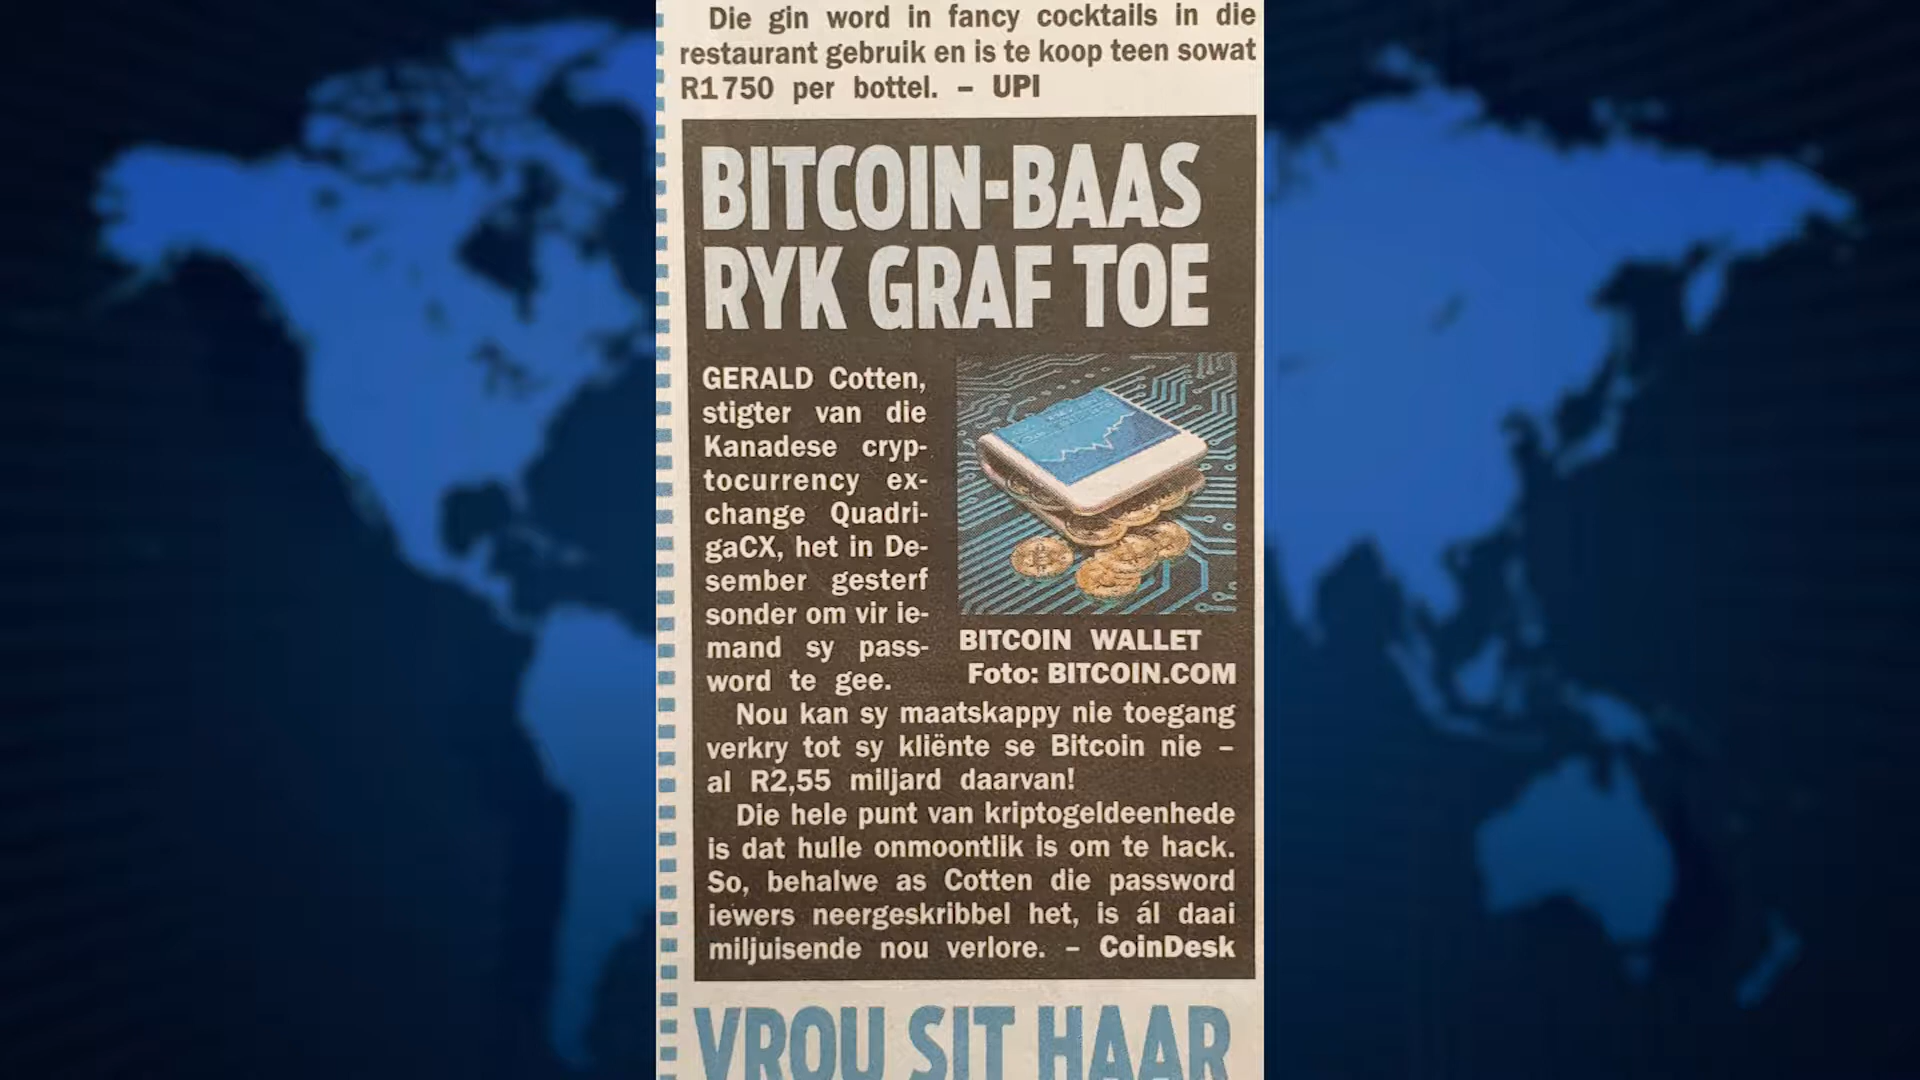 Die gin word in fancy cocktails in die
restaurant gebruik en is te koop teen sowat
R1750 per bottel. – UPI
BITCOIN-BAAS
RYK GRAF TOE
GERALD Cotten,
stigter van die
Kanadese cryp-
tocurrency ex-
change Quadri-
gaCX, het in De-
sember gesterf
sonder om vir ie-
mand sy pass-
word te gee.
BITCOIN WALLET
Foto: BITCOIN.COM
Nou kan sy maatskappy nie toegang
verkry tot sy kliënte se Bitcoin nie –
al R2,55 miljard daarvan!
Die hele punt van kriptogeldeenhede
is dat hulle onmoontlik is om te hack.
So, behalwe as Cotten die password
iewers neergeskribbel het, is ál daai
miljuisende nou verlore. – CoinDesk
VROU SIT HAAR